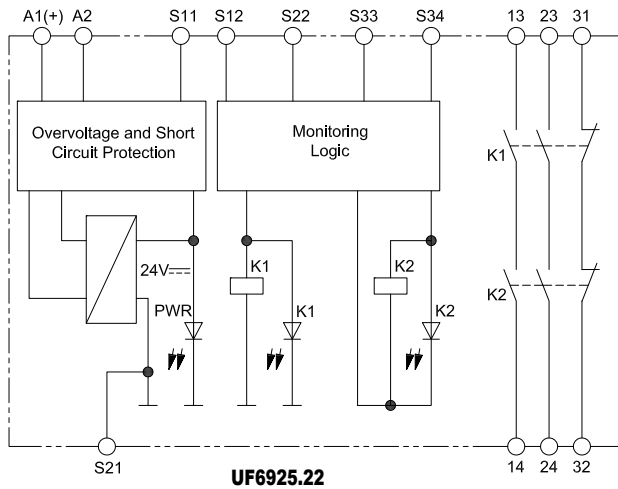 A1(+) A2 S11 S12 S22 S33 S34 13 23 31
Overvoltage and Short
Circuit Protection
Monitoring
Logic
K1
24V
K1
K2
PWR
K1
K2
K2
S21
14 24 32
UF6925.22